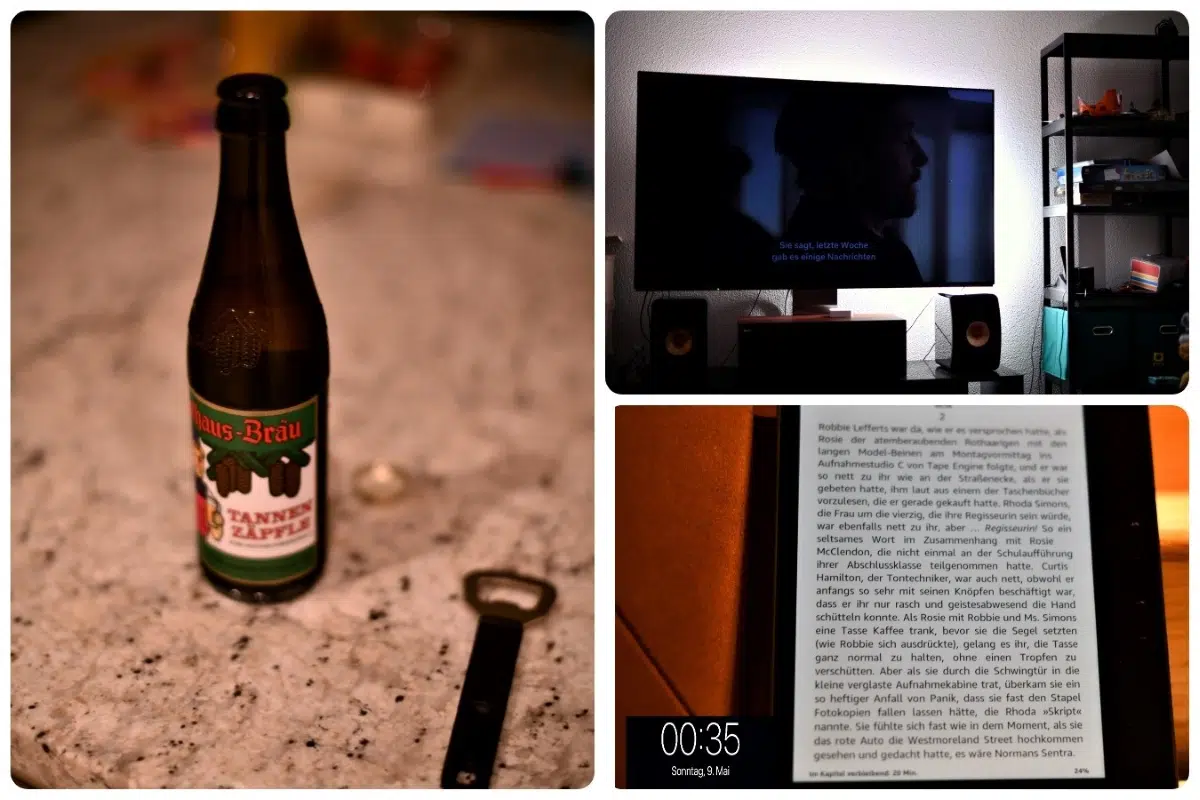 haus-Bräu
TANNEN
ZÄPFLE
Sie sagt, letzte Woche
gab es einige Nachrichten
2
Robbie Lefferts war da, wie er es versprochen hatte, als
Rosie der atemberaubenden Rothaarigen mit den
langen Model-Beinen am Montagvormittag ins
Aufnahmestudio C von Tape Engine folgte, und er war
so nett zu ihr wie an der Straßenecke, als er sie
gebeten hatte, ihm laut aus einem der Taschenbücher
vorzulesen, die er gerade gekauft hatte. Rhoda Simons,
die Frau um die vierzig, die ihre Regisseurin sein würde,
war ebenfalls nett zu ihr, aber ... Regisseurin! So ein
seltsames Wort im Zusammenhang mit Rosie
McClendon, die nicht einmal an der Schulaufführung
ihrer Abschlussklasse teilgenommen hatte. Curtis
Hamilton, der Tontechniker, war auch nett, obwohl er
anfangs so sehr mit seinen Knöpfen beschäftigt war,
dass er ihr nur rasch und geistesabwesend die Hand
schütteln konnte. Als Rosie mit Robbie und Ms. Simons
eine Tasse Kaffee trank, bevor sie die Segel setzten
(wie Robbie sich ausdrückte), gelang es ihr, die Tasse
ganz normal zu halten, ohne einen Tropfen zu
verschütten. Aber als sie durch die Schwingtür in die
kleine verglaste Aufnahmekabine trat, überkam sie ein
so heftiger Anfall von Panik, dass sie fast den Stapel
Fotokopien fallen lassen hätte, die Rhoda »Skript«
nannte. Sie fühlte sich fast wie in dem Moment, als sie
das rote Auto die Westmoreland Street hochkommen
gesehen und gedacht hatte, es wäre Normans Sentra.
Im Kapitel verbleibend: 20 Min.
24%
00:35
Sonntag, 9. Mai